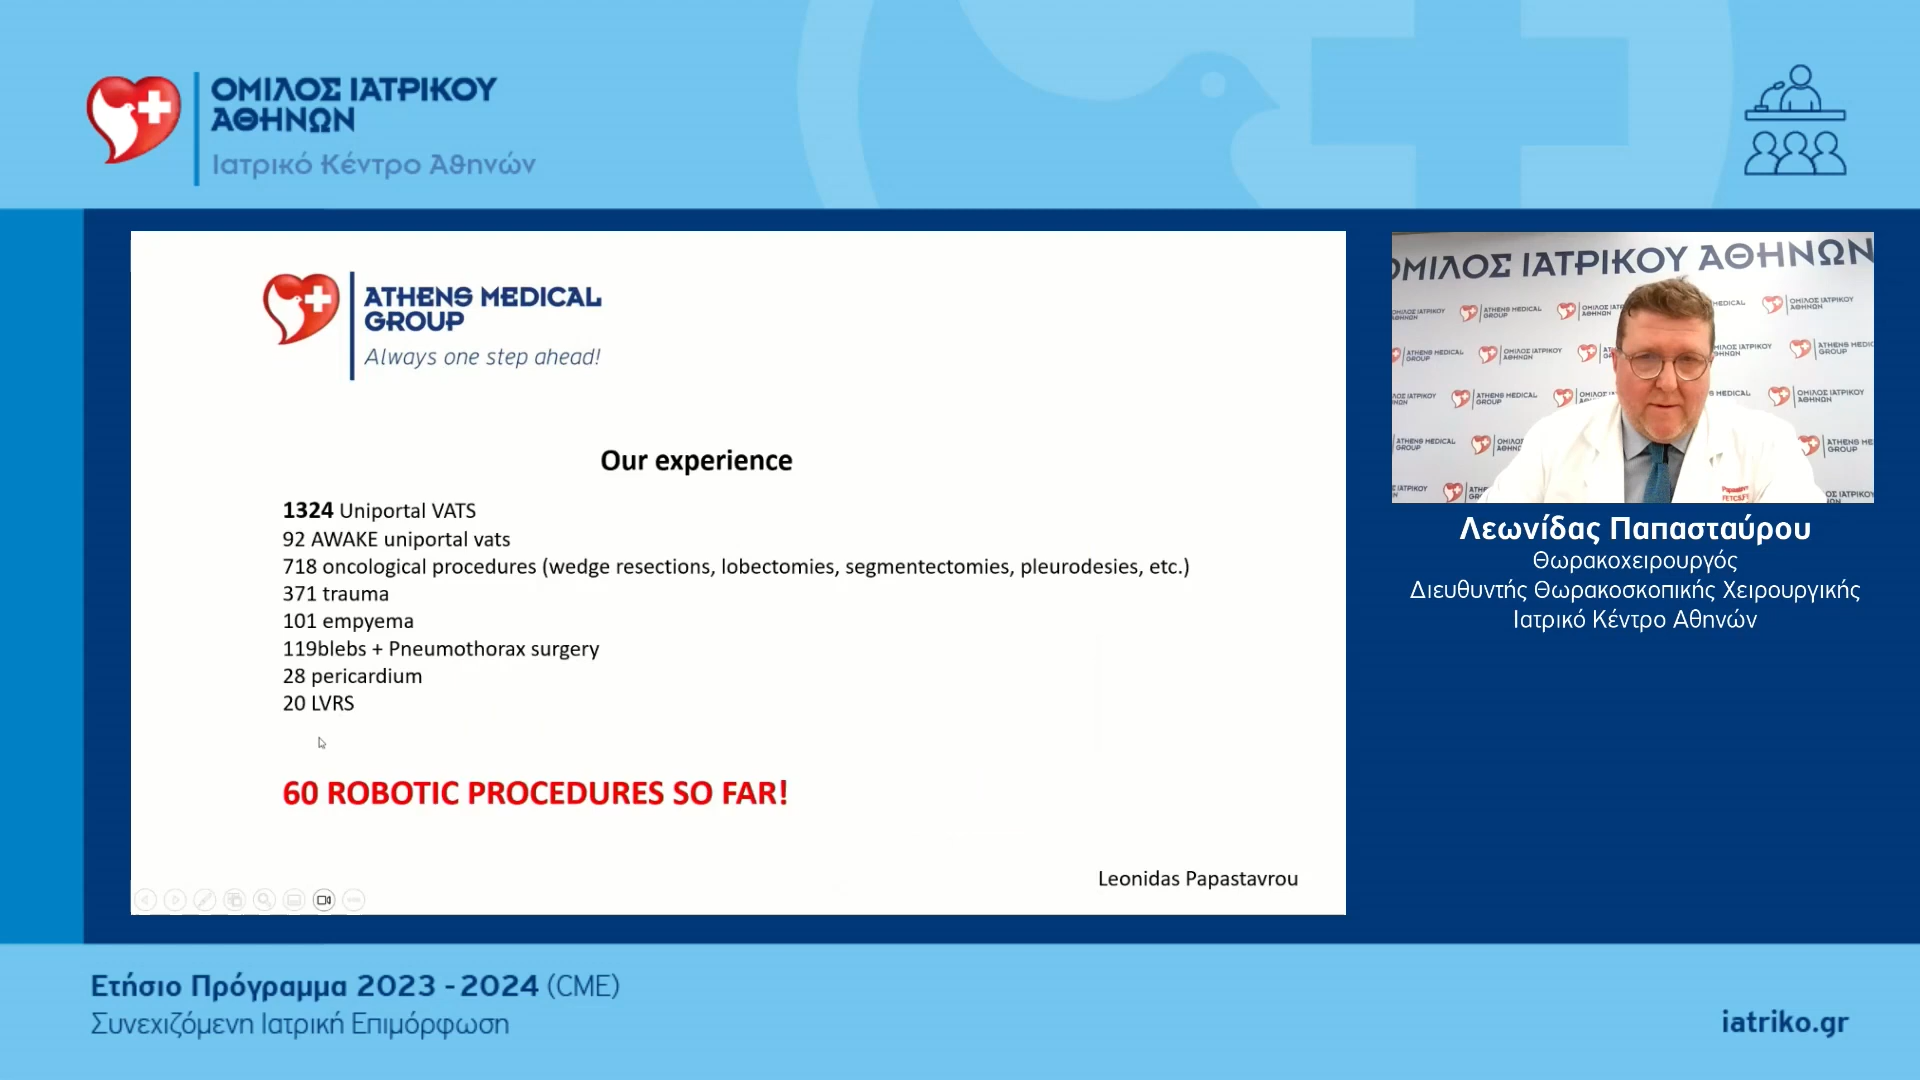 ΟΜΙΛΟΣ ΙΑΤΡΙΚΟΥ
ΑΘΗΝΩΝ
Ιατρικό Κέντρο Αθηνών
ATHENS MEDICAL
GROUP
Always one step ahead!
Our experience
1324 Uniportal VATS
92 AWAKE uniportal vats
718 oncological procedures (wedge resections, lobectomies, segmentectomies, pleurodesies, etc.)
371 trauma
101 empyema
119blebs + Pneumothorax surgery
28 pericardium
20 LVRS
60 ROBOTIC PROCEDURES SO FAR!
Leonidas Papastavrou
ΟΜΙΛΟΣ ΙΑΤΡΙΚΟΥ ΑΘΗΝΩΝ
Λεωνίδας Παπασταύρου
Θωρακοχειρουργός
Διευθυντής Θωρακοσκοπικής Χειρουργικής
Ιατρικό Κέντρο Αθηνών
Ετήσιο Πρόγραμμα 2023 - 2024 (CME)
Συνεχιζόμενη Ιατρική Επιμόρφωση
iatriko.gr